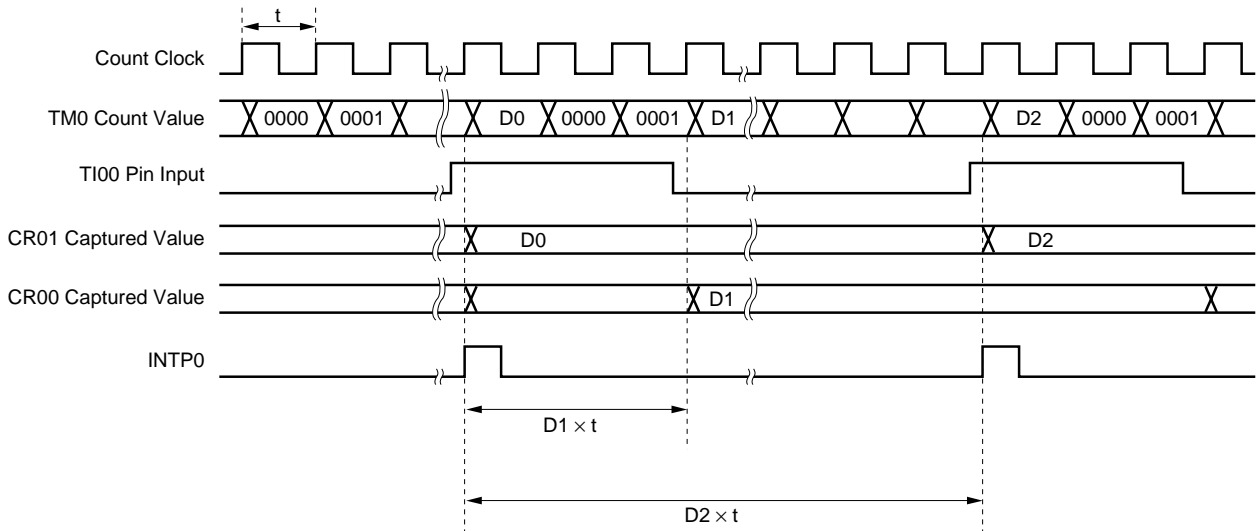 t
Count Clock
TM0 Count Value 0000 0001 D0 0000 0001 D1 D2 0000 0001
TI00 Pin Input
CR01 Captured Value D0 D2
CR00 Captured Value D1
INTP0
D1 × t
D2 × t